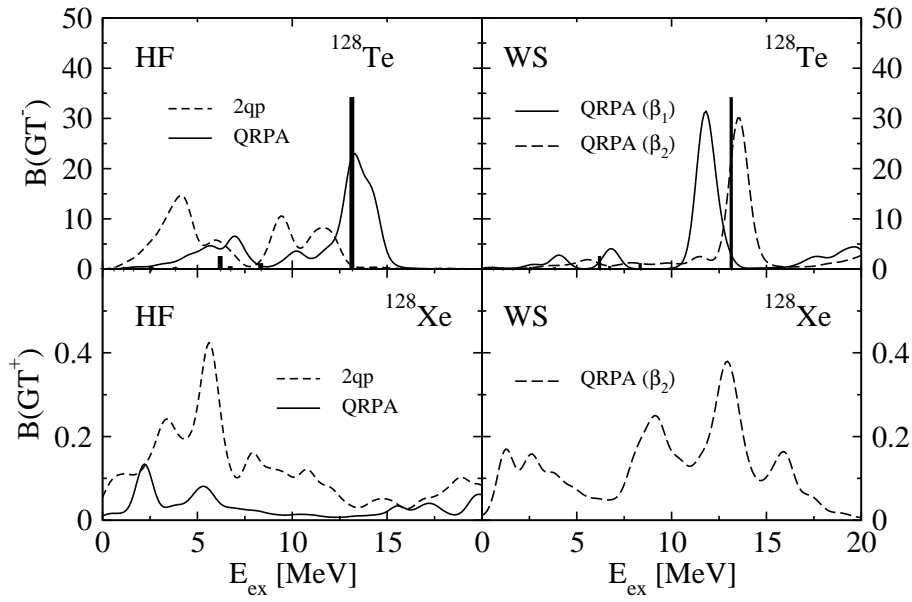 50
40
30
20
10
0
B(GT⁻)
HF
¹²⁸Te
2qp
QRPA
WS
¹²⁸Te
QRPA (β₁)
QRPA (β₂)
50
40
30
20
10
0
0.4
0.2
0
B(GT⁺)
HF
¹²⁸Xe
2qp
QRPA
WS
¹²⁸Xe
QRPA (β₂)
0.4
0.2
0
0 5 10 15
0 5 10 15 20
E_ex [MeV]
E_ex [MeV]